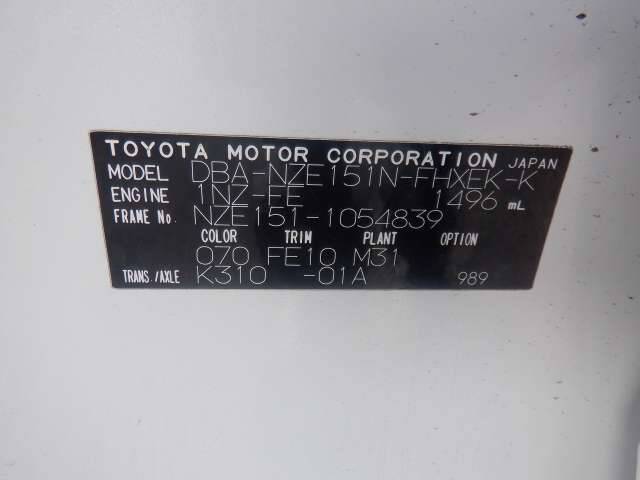 TOYOTA MOTOR CORPORATION JAPAN
MODEL DBA-NZE151N-FHXEK-K
ENGINE 1NZ-FE 1496 mL
FRAME No. NZE151-1054839
COLOR TRIM PLANT OPTION
070 FE10 M31
TRANS./AXLE K310 -01A 989